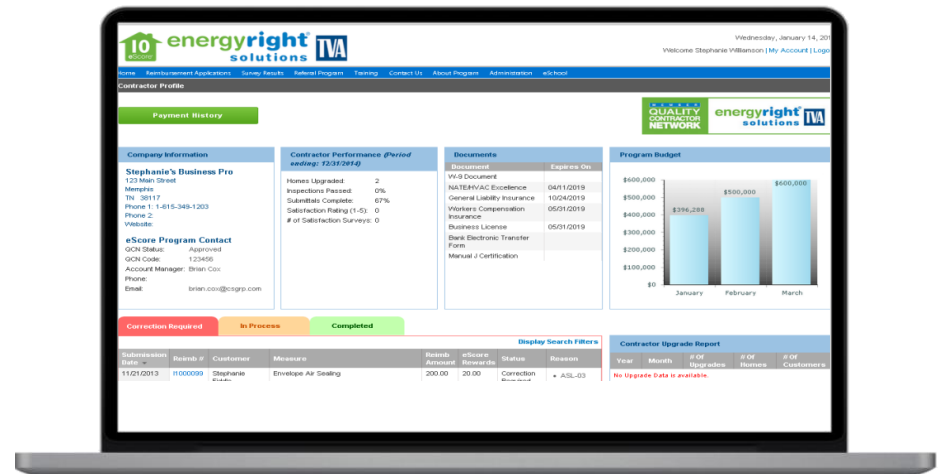 10
eScore
energyright TVA
solutions
Wednesday, January 14, 201
Welcome Stephanie Williamson | My Account | Logo
Home Reimbursement Applications Survey Results Referral Program Training Contact Us About Program Administration eSchool
Contractor Profile
Payment History
MEMBER
QUALITY
CONTRACTOR
NETWORK
energyright TVA
solutions
Company Information
Stephanie's Business Pro
123 Main Street
Memphis
TN 38117
Phone 1: 1-615-349-1203
Phone 2:
Website:
eScore Program Contact
QCN Status: Approved
QCN Code: 123456
Account Manager: Brian Cox
Phone:
Email: brian.cox@csgrp.com
Contractor Performance (Period
ending: 12/31/2014)
Homes Upgraded: 2
Inspections Passed: 0%
Submittals Complete: 67%
Satisfaction Rating (1-5): 0
# of Satisfaction Surveys: 0
Documents
Document Expires On
W-9 Document
NATE/HVAC Excellence 04/11/2019
General Liability Insurance 10/24/2019
Workers Compensation 05/31/2019
Insurance
Business License 05/31/2019
Bank Electronic Transfer
Form
Manual J Certification
Program Budget
$600,000
$500,000
$400,000
$300,000
$200,000
$100,000
$0
$396,288
$500,000
$600,000
January February March
Correction Required In Process Completed
Display Search Filters
Submission Reimb # Customer Measure Reimb eScore Status Reason
Date Amount Rewards
11/21/2013 I1000099 Stephanie Envelope Air Sealing 200.00 20.00 Correction • ASL-03
Contractor Upgrade Report
Year Month # Of # Of # Of
Upgrades Homes Customers
No Upgrade Data is available.